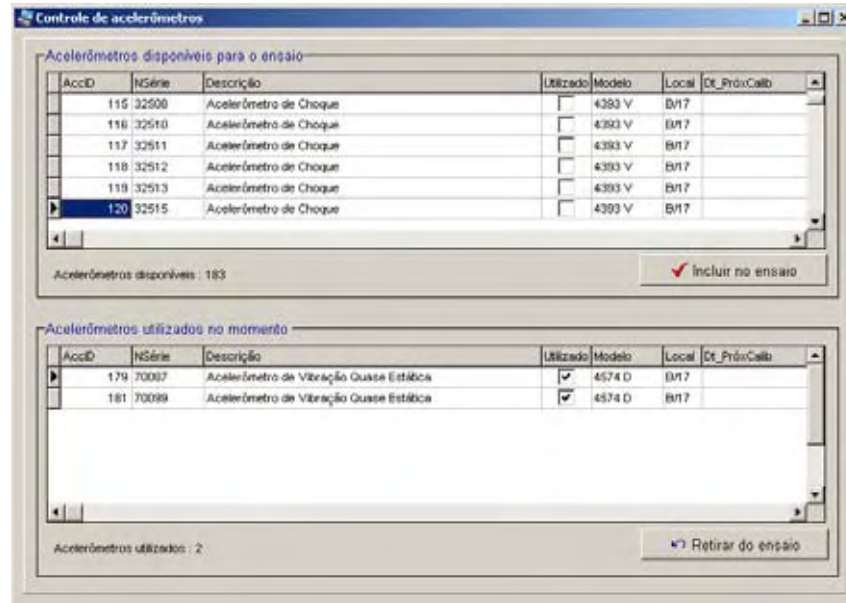 Controle de acelerômetros
Acelerômetros disponíveis para o ensaio
AccID NSérie Descrição Utilizado Modelo Local Dt_PróxCalib
115 32508 Acelerômetro de Choque 4393 V B/17
116 32510 Acelerômetro de Choque 4393 V B/17
117 32511 Acelerômetro de Choque 4393 V B/17
118 32512 Acelerômetro de Choque 4393 V B/17
119 32513 Acelerômetro de Choque 4393 V B/17
120 32515 Acelerômetro de Choque 4393 V B/17
Acelerômetros disponíveis : 183
Incluir no ensaio
Acelerômetros utilizados no momento
AccID NSérie Descrição Utilizado Modelo Local Dt_PróxCalib
179 70087 Acelerômetro de Vibração Quase Estática 4574 D B/17
181 70099 Acelerômetro de Vibração Quase Estática 4574 D B/17
Acelerômetros utilizados : 2
Retirar do ensaio